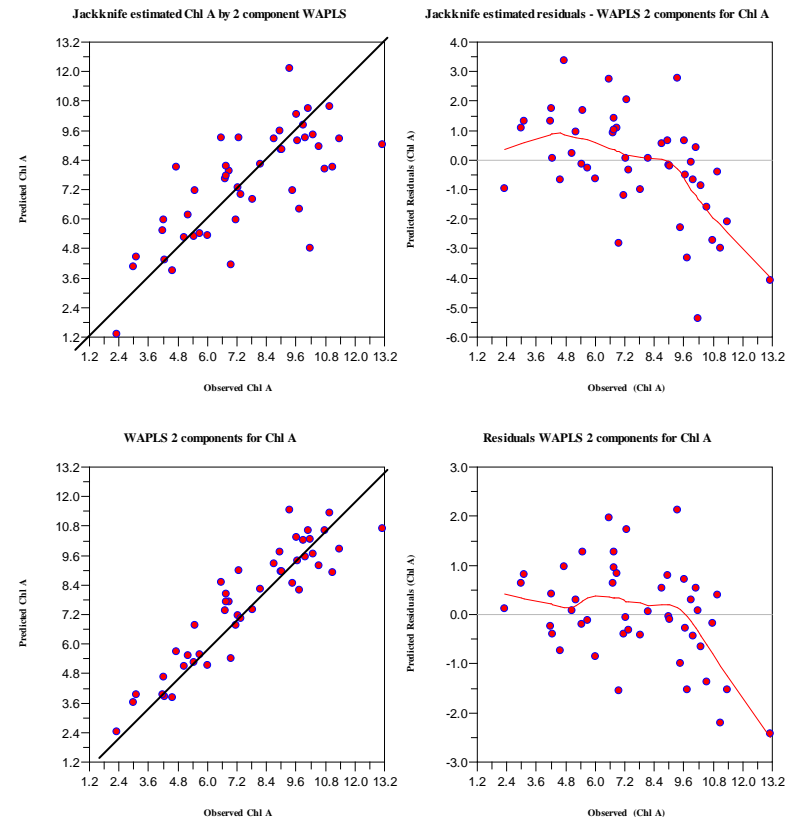 Jackknife estimated Chl A by 2 component WAPLS
Jackknife estimated residuals - WAPLS 2 components for Chl A
Predicted Chl A
13.2
12.0
10.8
9.6
8.4
7.2
6.0
4.8
3.6
2.4
1.2
1.2 2.4 3.6 4.8 6.0 7.2 8.4 9.6 10.8 12.0 13.2
Observed Chl A
Predicted Residuals (Chl A)
4.0
3.0
2.0
1.0
0.0
-1.0
-2.0
-3.0
-4.0
-5.0
-6.0
1.2 2.4 3.6 4.8 6.0 7.2 8.4 9.6 10.8 12.0 13.2
Observed (Chl A)
WAPLS 2 components for Chl A
Residuals WAPLS 2 components for Chl A
Predicted Chl A
13.2
12.0
10.8
9.6
8.4
7.2
6.0
4.8
3.6
2.4
1.2
1.2 2.4 3.6 4.8 6.0 7.2 8.4 9.6 10.8 12.0 13.2
Observed Chl A
Predicted Residuals (Chl A)
3.0
2.0
1.0
0.0
-1.0
-2.0
-3.0
1.2 2.4 3.6 4.8 6.0 7.2 8.4 9.6 10.8 12.0 13.2
Observed (Chl A)